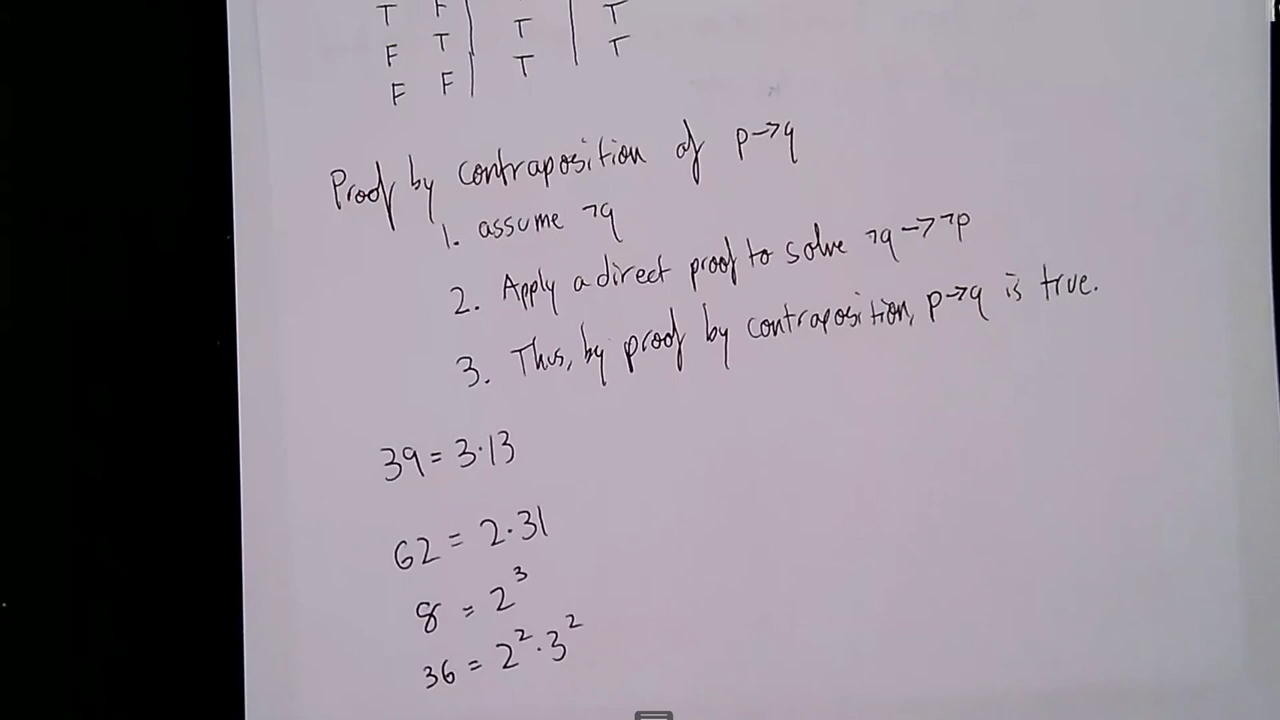 T F T T
F T T T
F F
Proof by contraposition of p→q
1. assume ¬q
2. Apply a direct proof to solve ¬q→¬p
3. Thus, by proof by contraposition, p→q is true.
39 = 3·13
62 = 2·31
8 = 2³
36 = 2²·3²